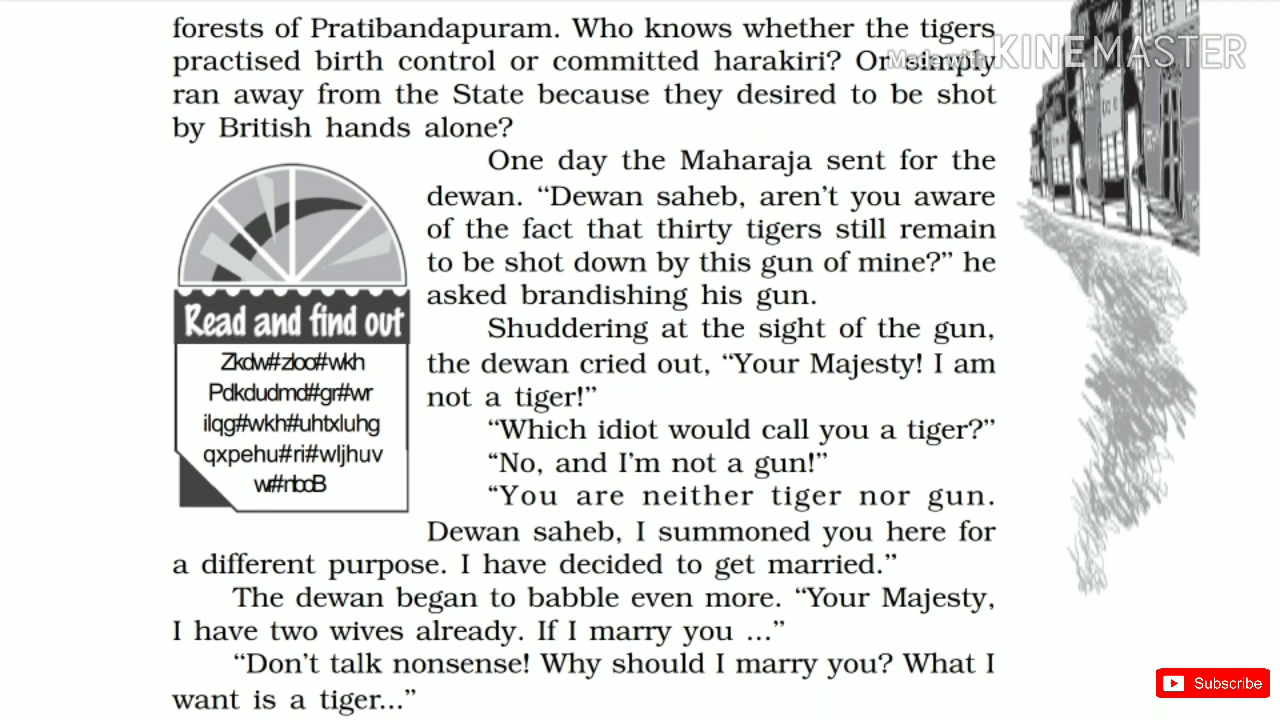 forests of Pratibandapuram. Who knows whether the tigers
practised birth control or committed harakiri? Or simply
ran away from the State because they desired to be shot
by British hands alone?
Made with KINEMASTER
One day the Maharaja sent for the
dewan. “Dewan saheb, aren’t you aware
of the fact that thirty tigers still remain
to be shot down by this gun of mine?” he
asked brandishing his gun.
Shuddering at the sight of the gun,
the dewan cried out, “Your Majesty! I am
not a tiger!”
“Which idiot would call you a tiger?”
“No, and I’m not a gun!”
“You are neither tiger nor gun.
Dewan saheb, I summoned you here for
a different purpose. I have decided to get married.”
The dewan began to babble even more. “Your Majesty,
I have two wives already. If I marry you ...”
“Don’t talk nonsense! Why should I marry you? What I
want is a tiger...”
Read and find out
Zkdw#zloo#wkh
Pdkdudmd#gr#wr
ilqg#wkh#uhtxluhg
qxpehu#ri#wljhuv
wr#nlooB
Subscribe